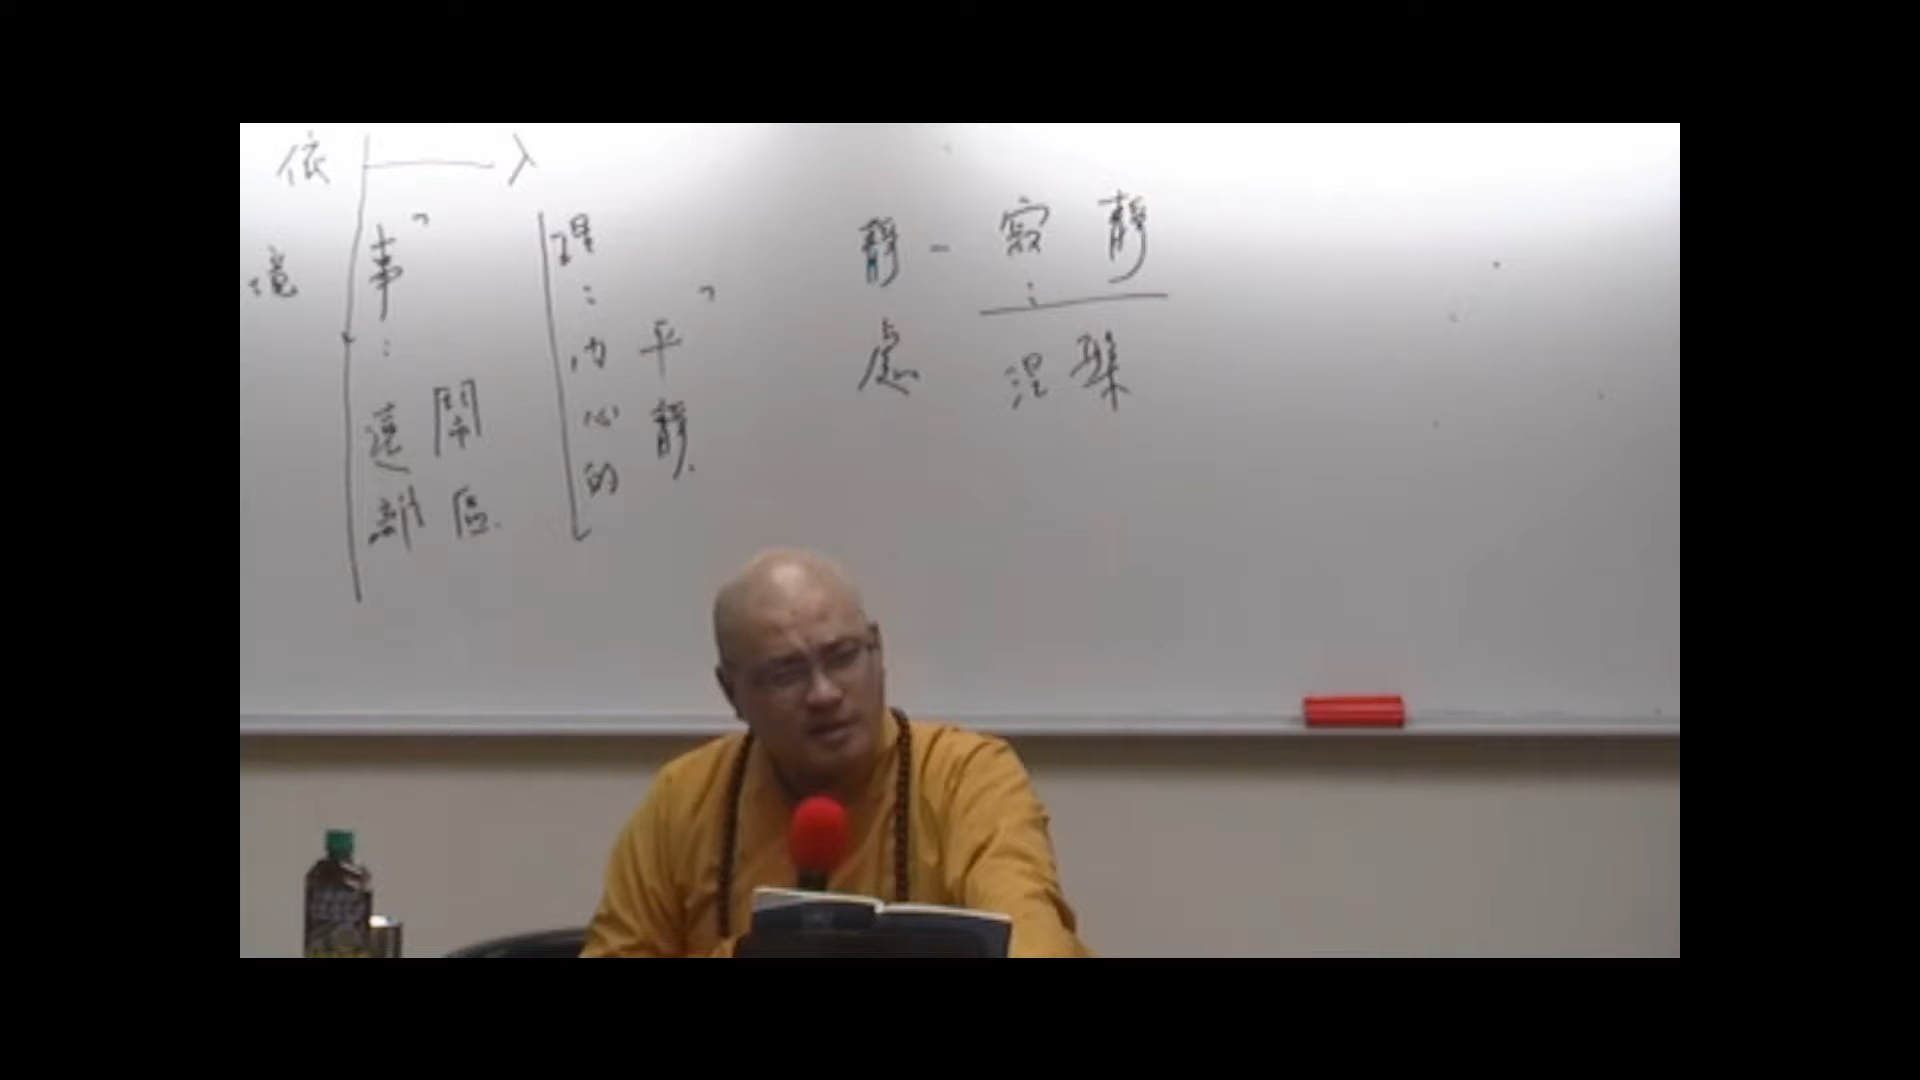 依 —— 入
境
事：遠離鬧區
理：內心的平靜
靜 - 寂靜
處 涅槃